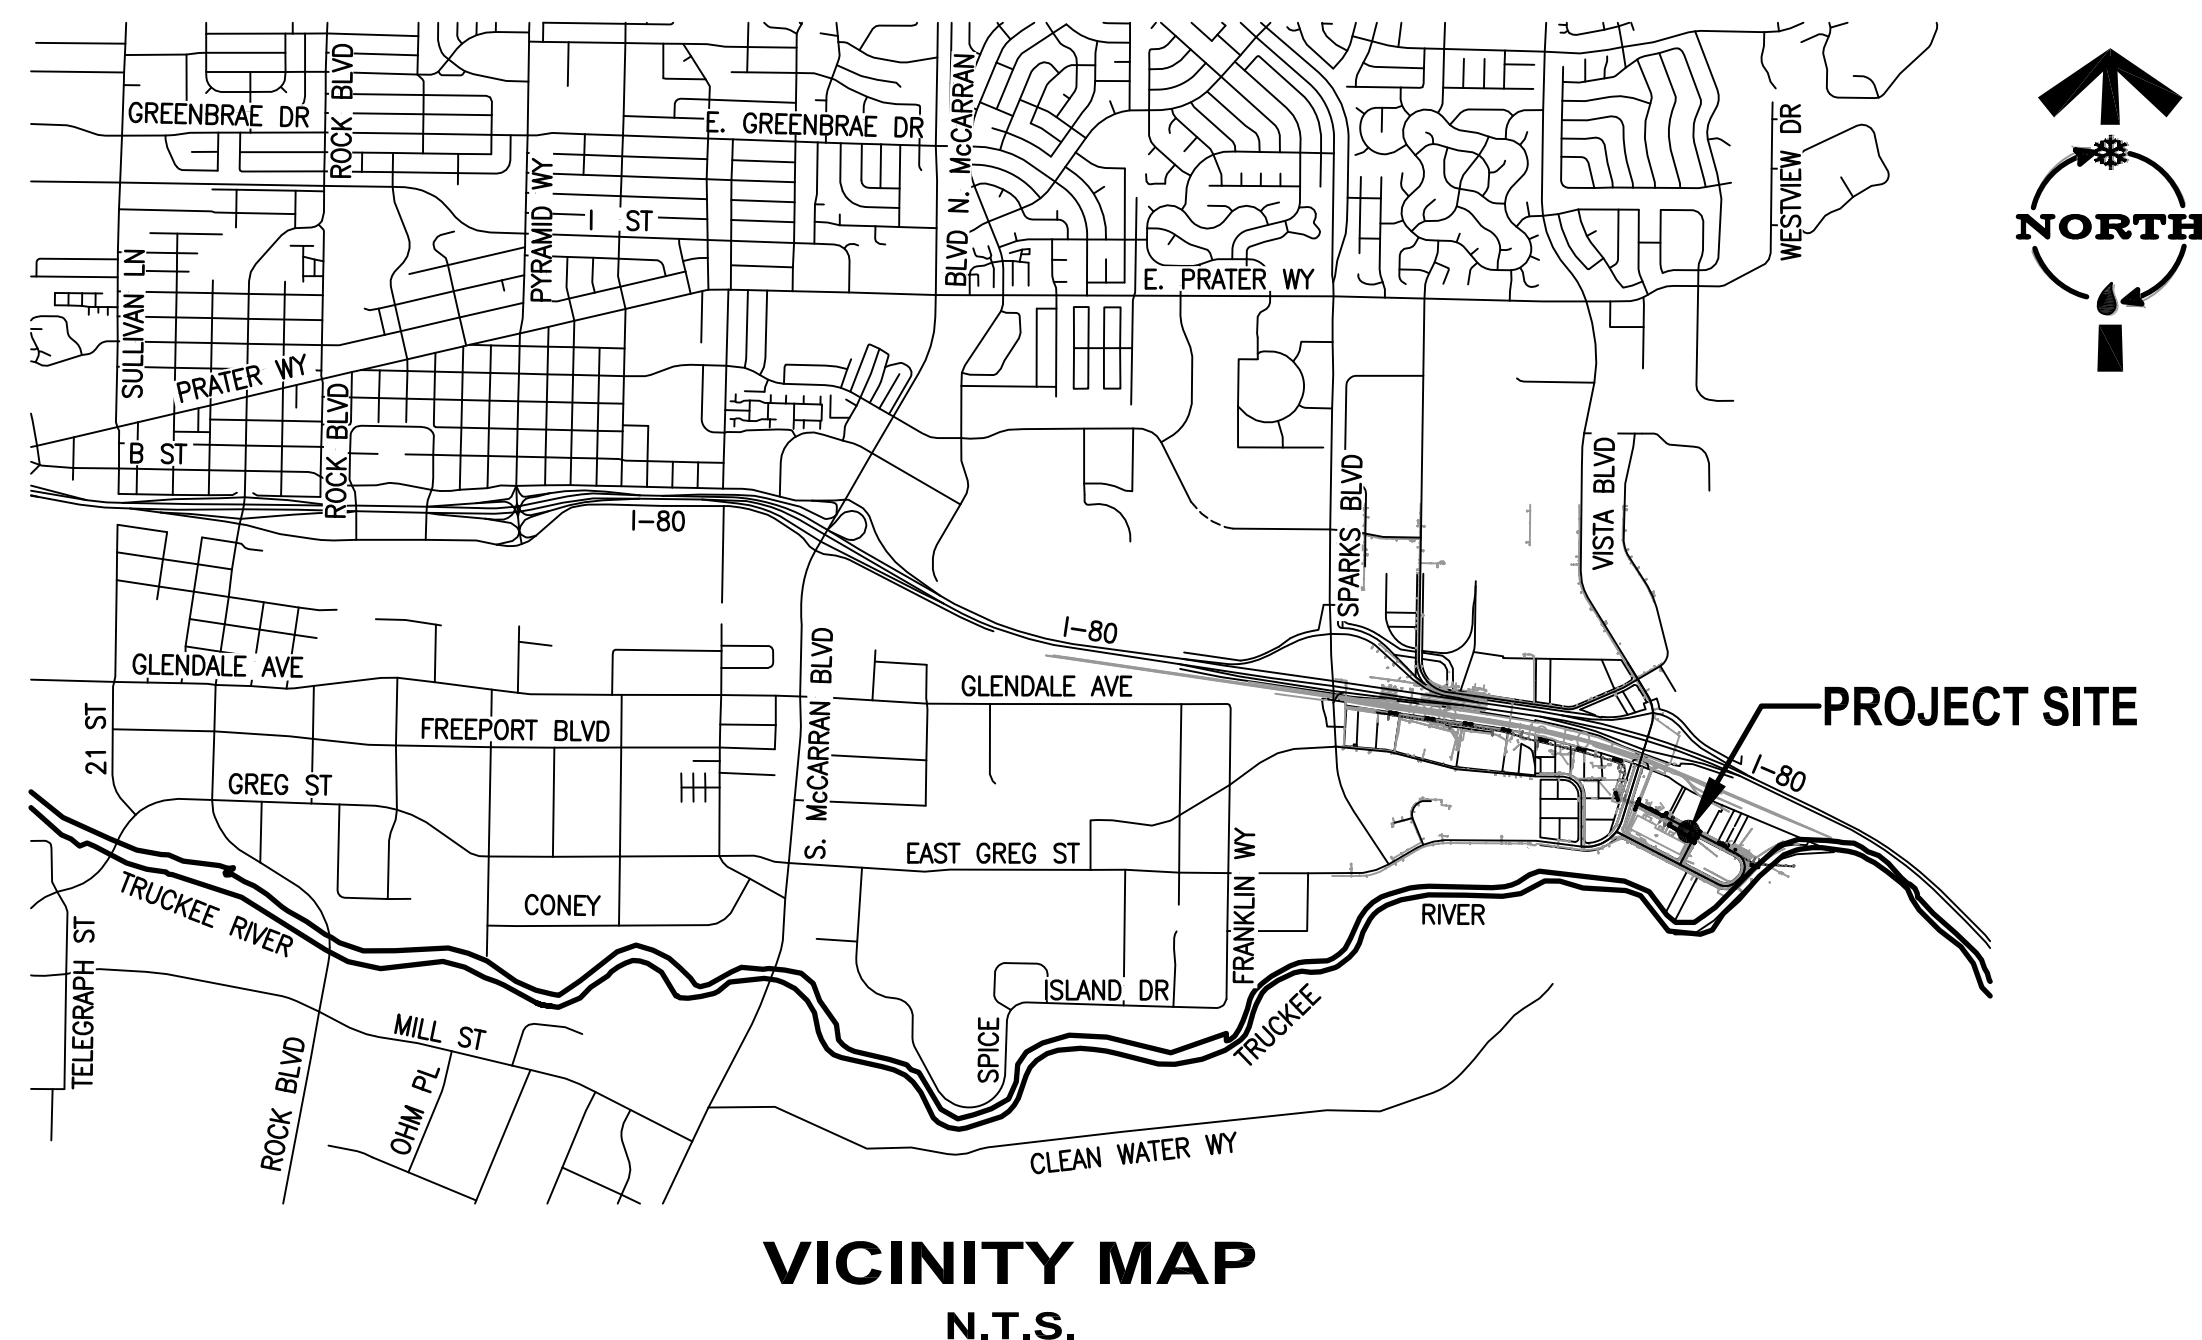 GREENBRAE DR
ROCK BLVD
E. GREENBRAE DR
BLVD N. McCARRAN
WESTVIEW DR
NORTH
PYRAMID WY
I ST
SULLIVAN LN
E. PRATER WY
PRATER WY
ROCK BLVD
B ST
I-80
SPARKS BLVD
VISTA BLVD
I-80
GLENDALE AVE
S. McCARRAN BLVD
GLENDALE AVE
PROJECT SITE
21 ST
FREEPORT BLVD
GREG ST
I-80
EAST GREG ST
FRANKLIN WY
TRUCKEE RIVER
CONEY
RIVER
TELEGRAPH ST
ISLAND DR
MILL ST
SPICE
TRUCKEE
ROCK BLVD
OHM PL
CLEAN WATER WY
VICINITY MAP
N.T.S.